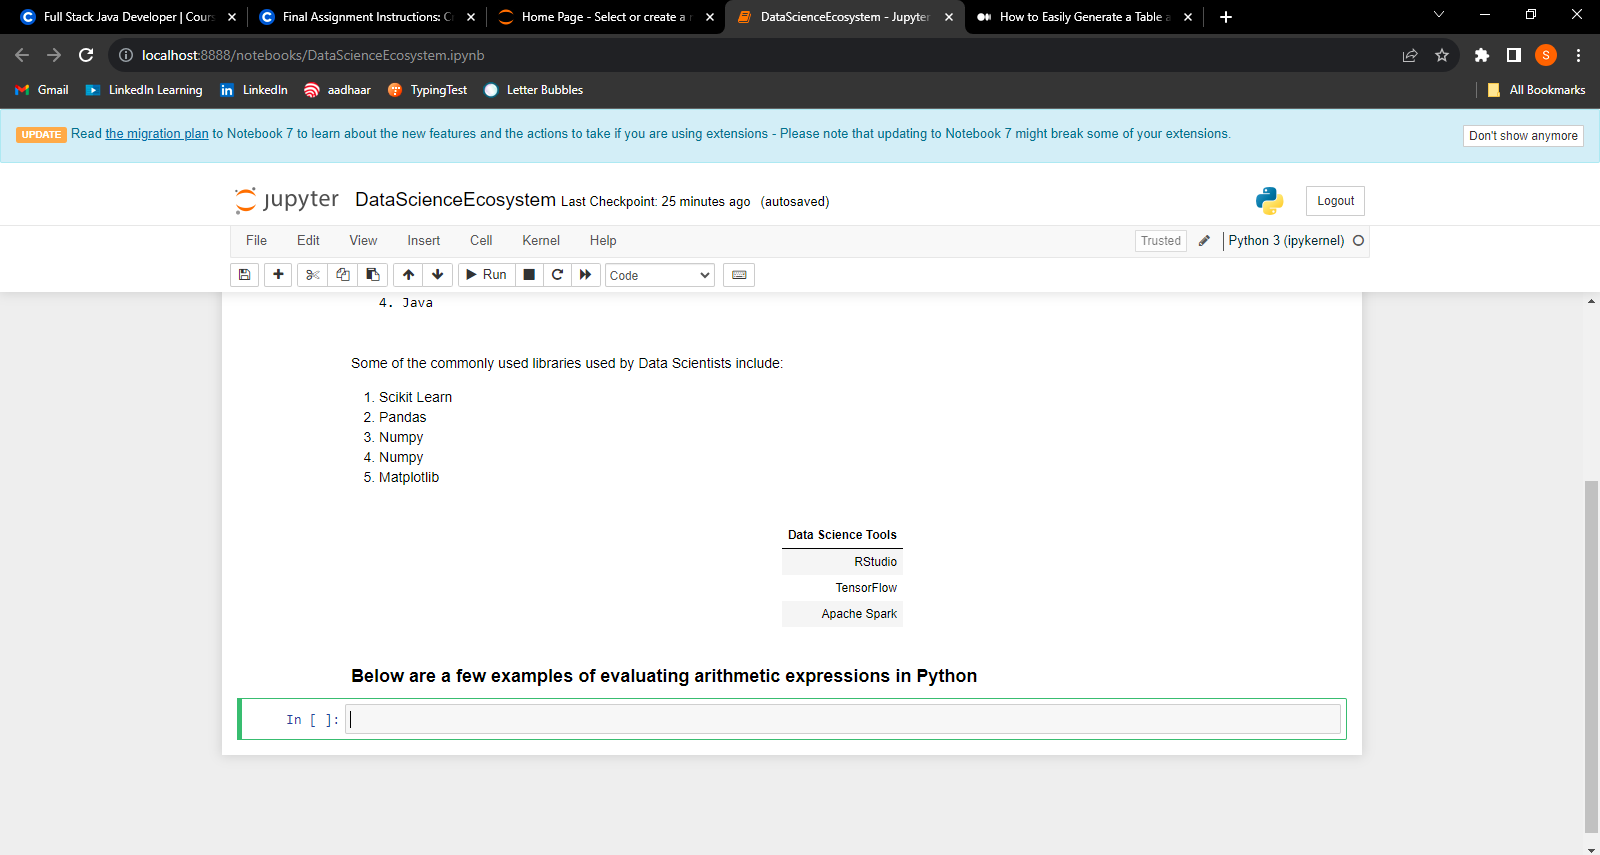 Full Stack Java Developer | Cours
Final Assignment Instructions: C
Home Page - Select or create a n
DataScienceEcosystem - Jupyter
How to Easily Generate a Table a
localhost:8888/notebooks/DataScienceEcosystem.ipynb
S
Gmail
LinkedIn Learning
LinkedIn
aadhaar
TypingTest
Letter Bubbles
All Bookmarks
UPDATE Read the migration plan to Notebook 7 to learn about the new features and the actions to take if you are using extensions - Please note that updating to Notebook 7 might break some of your extensions.
Don't show anymore
jupyter DataScienceEcosystem Last Checkpoint: 25 minutes ago (autosaved)
Logout
File Edit View Insert Cell Kernel Help
Trusted
Python 3 (ipykernel)
Run
Code
4. Java
Some of the commonly used libraries used by Data Scientists include:
1. Scikit Learn
2. Pandas
3. Numpy
4. Numpy
5. Matplotlib
Data Science Tools
RStudio
TensorFlow
Apache Spark
Below are a few examples of evaluating arithmetic expressions in Python
In [ ]: